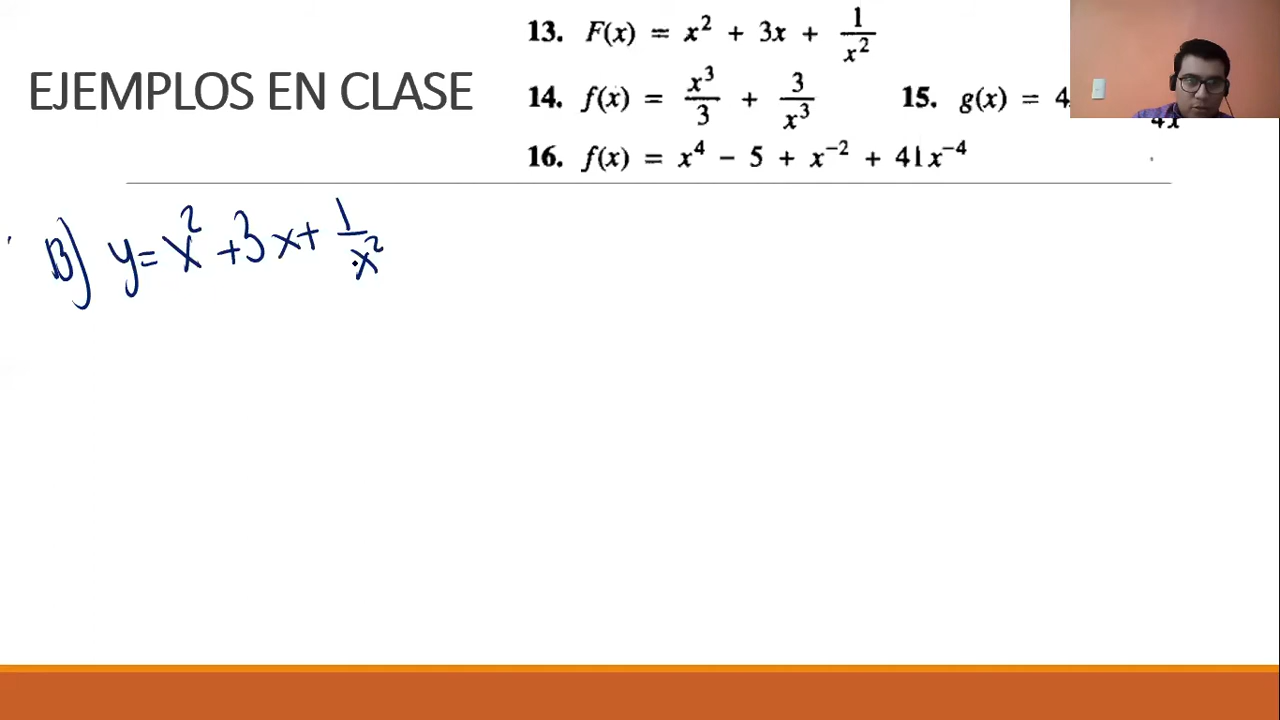 EJEMPLOS EN CLASE
13. F(x) = x² + 3x + 1/x²
14. f(x) = x³/3 + 3/x³ 15. g(x) = 4
16. f(x) = x⁴ − 5 + x⁻² + 41x⁻⁴
13) y = x² + 3x + 1/x²